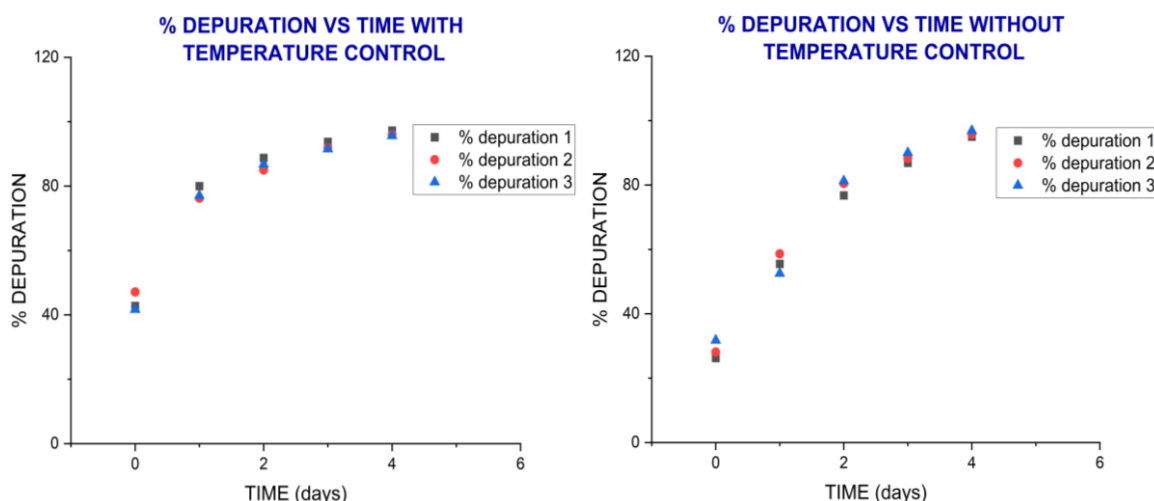 % DEPURATION VS TIME WITH
TEMPERATURE CONTROL
120
80
40
0
% DEPURATION
% depuration 1
% depuration 2
% depuration 3
0
2
4
6
TIME (days)
% DEPURATION VS TIME WITHOUT
TEMPERATURE CONTROL
120
80
40
0
% DEPURATION
% depuration 1
% depuration 2
% depuration 3
0
2
4
6
TIME (days)